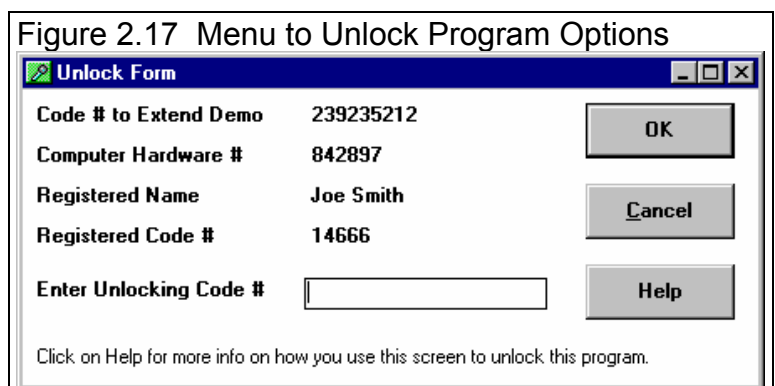 Figure 2.17 Menu to Unlock Program Options
Unlock Form
Code # to Extend Demo 239235212
OK
Computer Hardware # 842897
Registered Name Joe Smith
Cancel
Registered Code # 14666
Enter Unlocking Code #
Help
Click on Help for more info on how you use this screen to unlock this program.